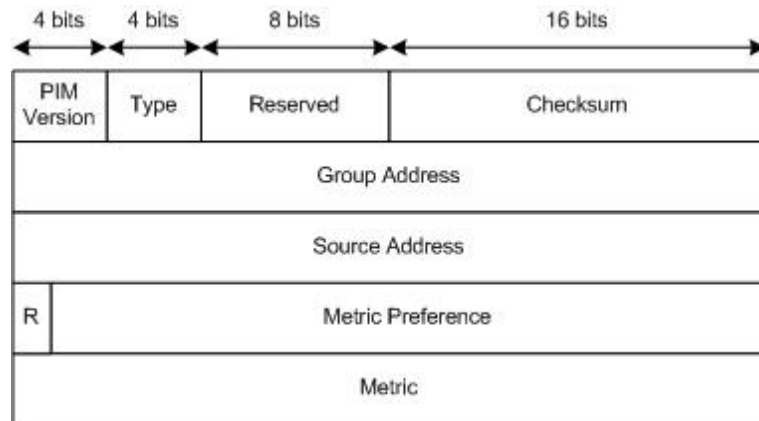 4 bits 4 bits 8 bits 16 bits
PIM Version Type Reserved Checksum
Group Address
Source Address
R Metric Preference
Metric